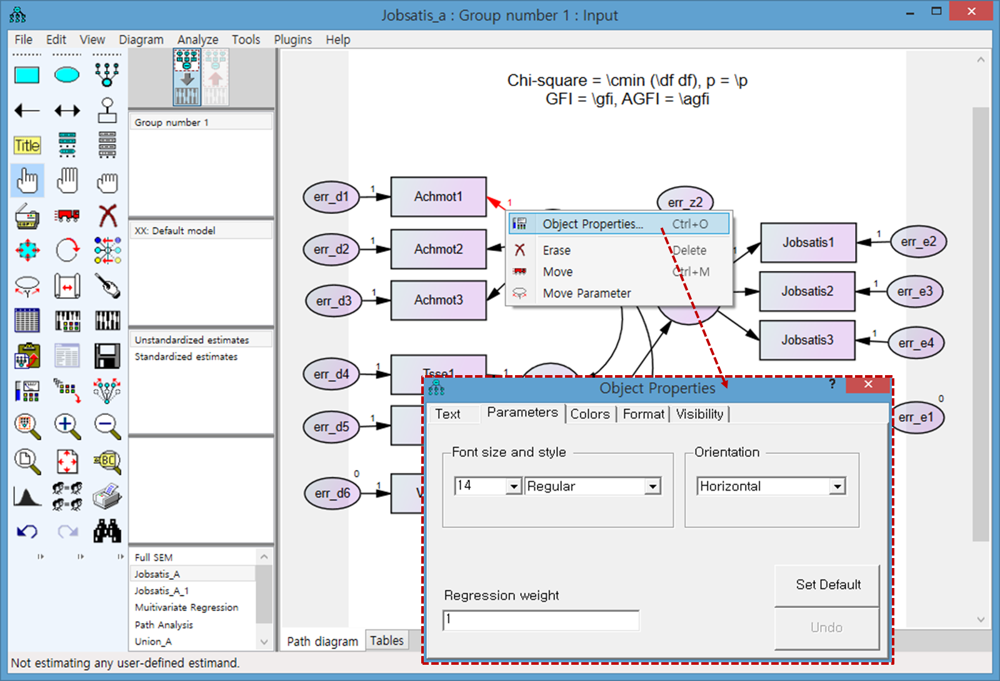 Jobsatis_a : Group number 1 : Input
File Edit View Diagram Analyze Tools Plugins Help
Title
Group number 1
XX: Default model
Unstandardized estimates
Standardized estimates
Full SEM
Jobsatis_A
Jobsatis_A_1
Muitivariate Regression
Path Analysis
Union_A
Chi-square = \cmin (\df df), p = \p
GFI = \gfi, AGFI = \agfi
err_d1 1 Achmot1 1
err_z2
err_d2 1 Achmot2
err_d3 1 Achmot3
Object Properties... Ctrl+O
Erase Delete
Move Ctrl+M
Move Parameter
1
Jobsatis1 1 err_e2
Jobsatis2 1 err_e3
Jobsatis3 1 err_e4
err_d4 1 Tsse1 1
err_d5 1
0
err_d6 1
0
err_e1
Object Properties ?
Text Parameters Colors Format Visibility
Font size and style
14 Regular
Orientation
Horizontal
Regression weight
1
Set Default
Undo
Path diagram Tables
Not estimating any user-defined estimand.